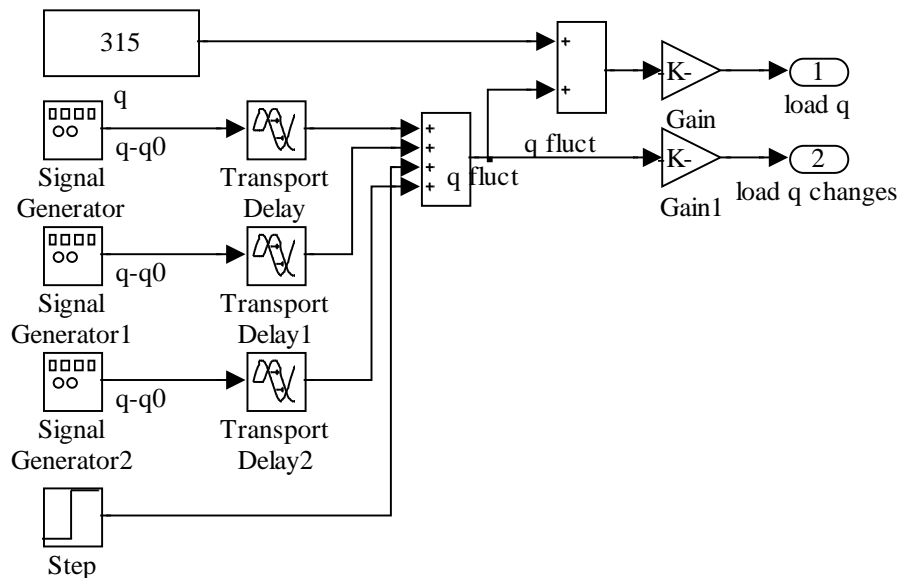 315
+
+
-K-
Gain
1
load q
q
q-q0
Signal
Generator
Transport
Delay
+
+
+
+
q fluct
q fluct
-K-
Gain1
2
load q changes
q-q0
Signal
Generator1
Transport
Delay1
q-q0
Signal
Generator2
Transport
Delay2
Step